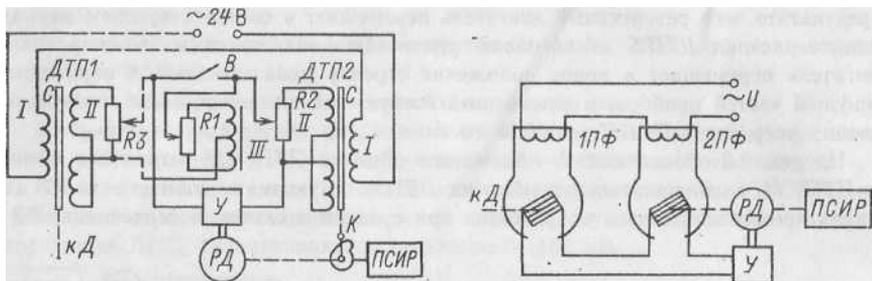 ~24 В
ДТП1
В
ДТП2
I
С
II
R3
R1
III
R2
II
С
I
У
К
кД
РД
ПСИР
U
1ПФ
2ПФ
кД
РД
ПСИР
У